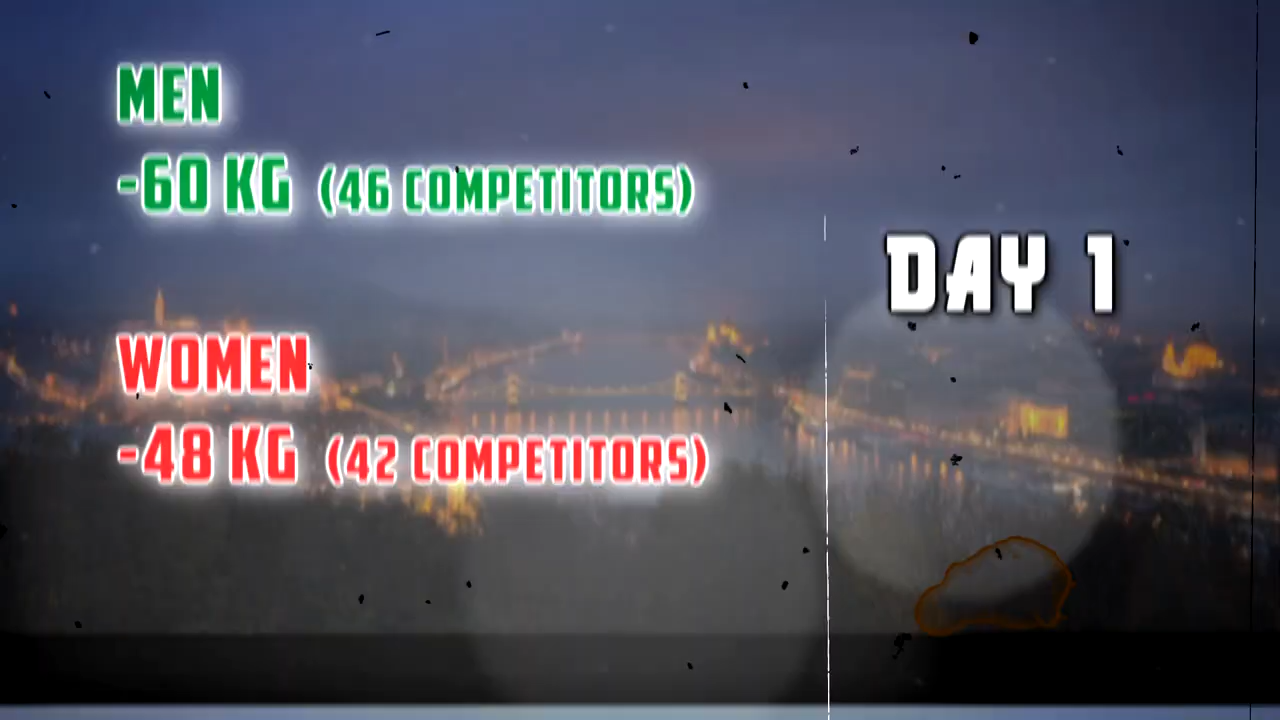 MEN
-60 KG (46 COMPETITORS)
WOMEN
-48 KG (42 COMPETITORS)
DAY 1